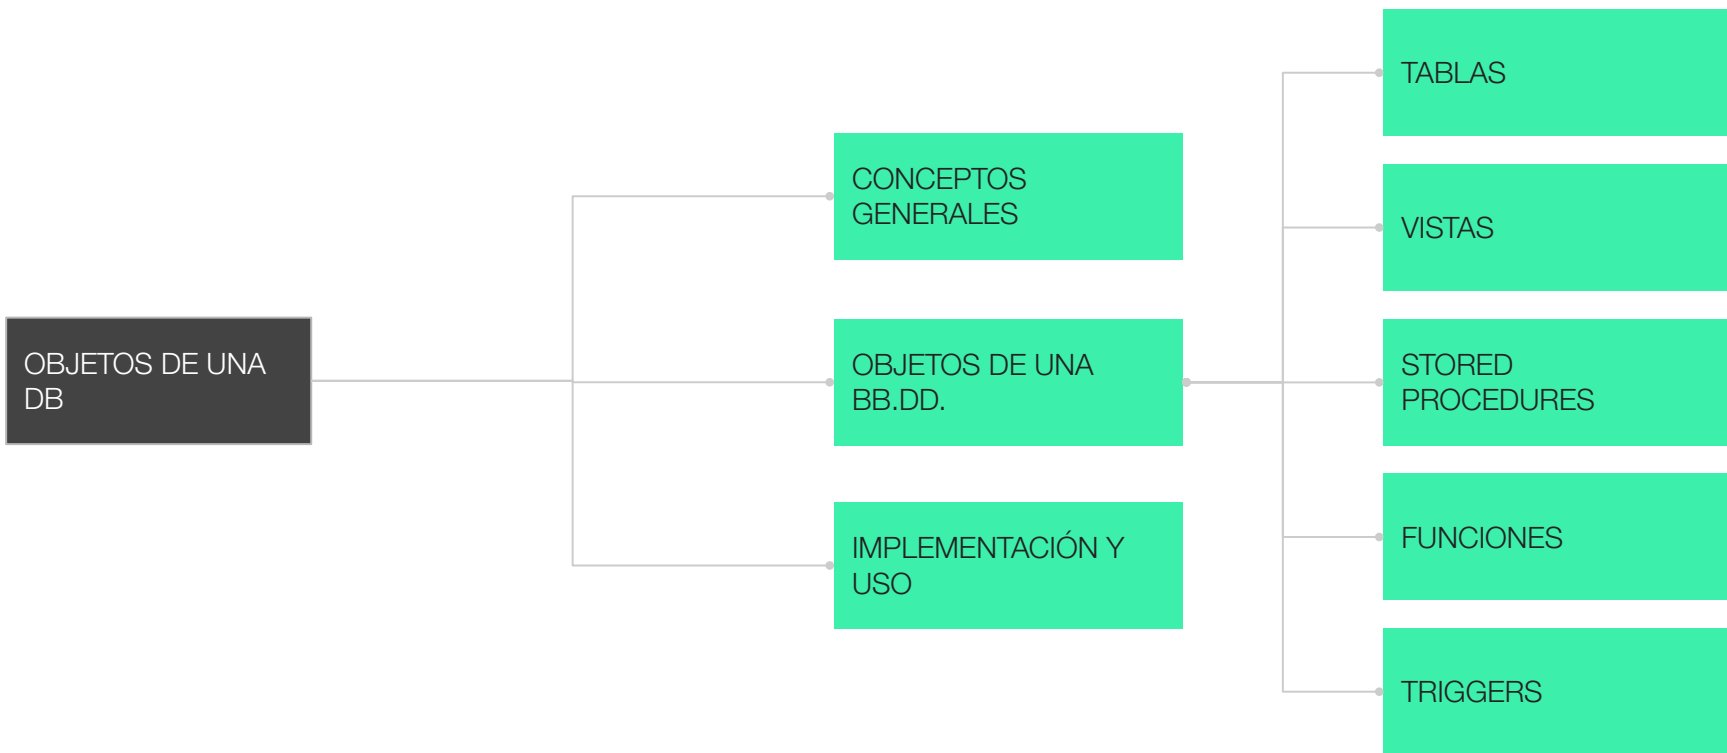 OBJETOS DE UNA
DB
CONCEPTOS
GENERALES
OBJETOS DE UNA
BB.DD.
IMPLEMENTACIÓN Y
USO
TABLAS
VISTAS
STORED
PROCEDURES
FUNCIONES
TRIGGERS